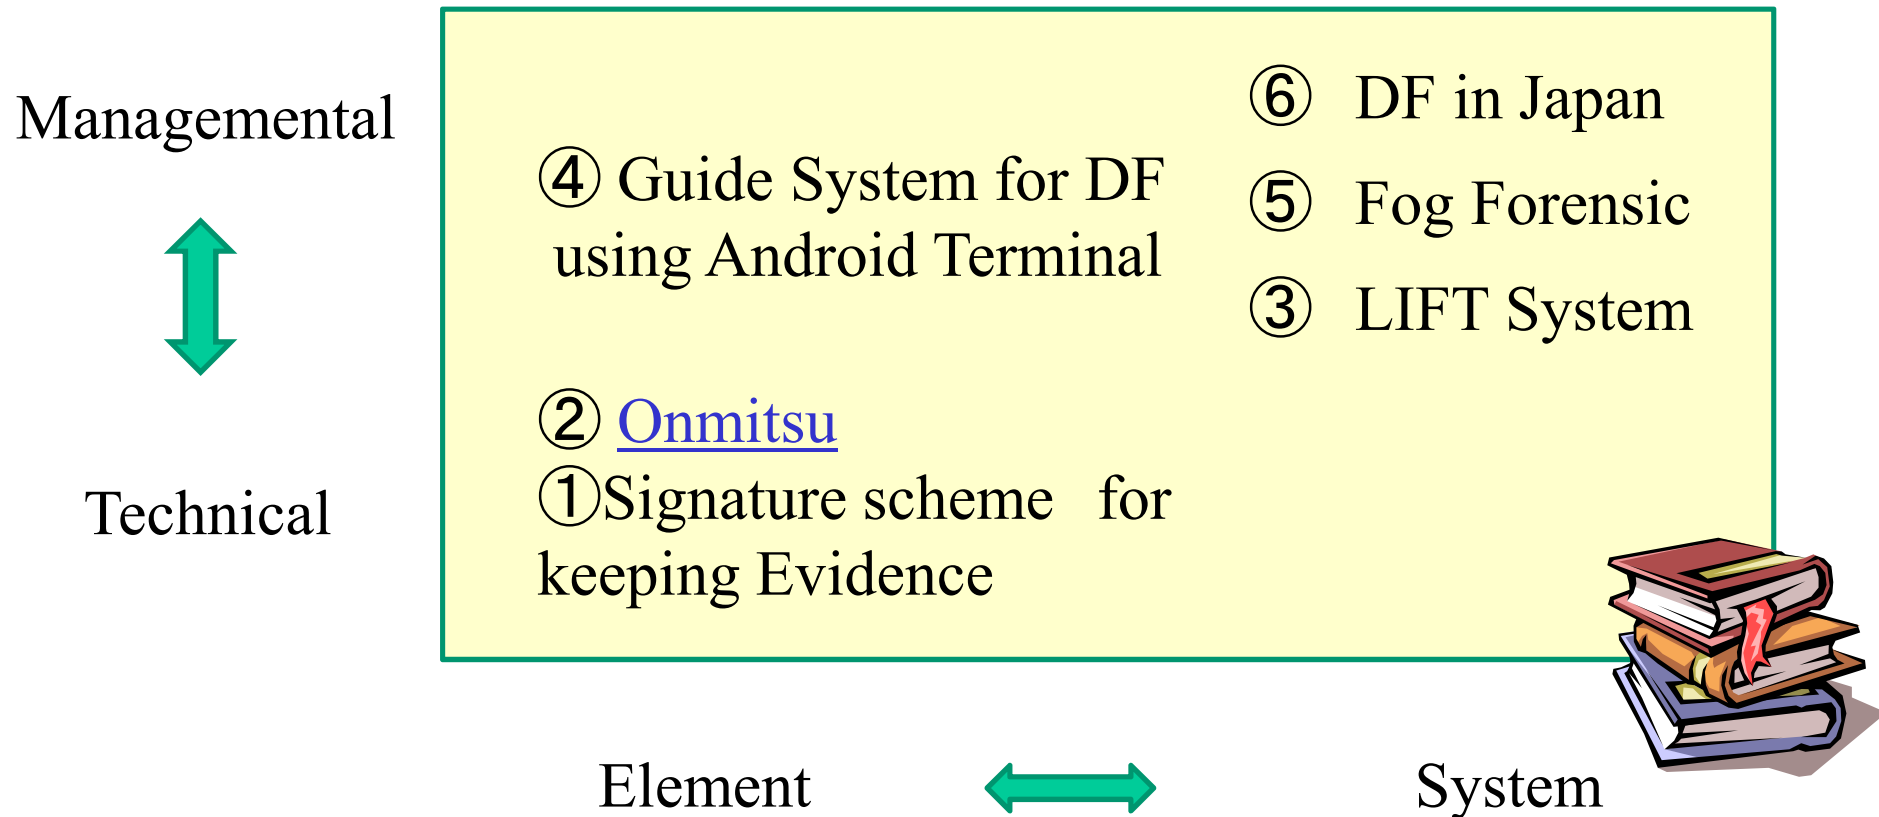 Managemental
Technical
④ Guide System for DF
using Android Terminal
② Onmitsu
①Signature scheme for
keeping Evidence
⑥ DF in Japan
⑤ Fog Forensic
③ LIFT System
Element
System